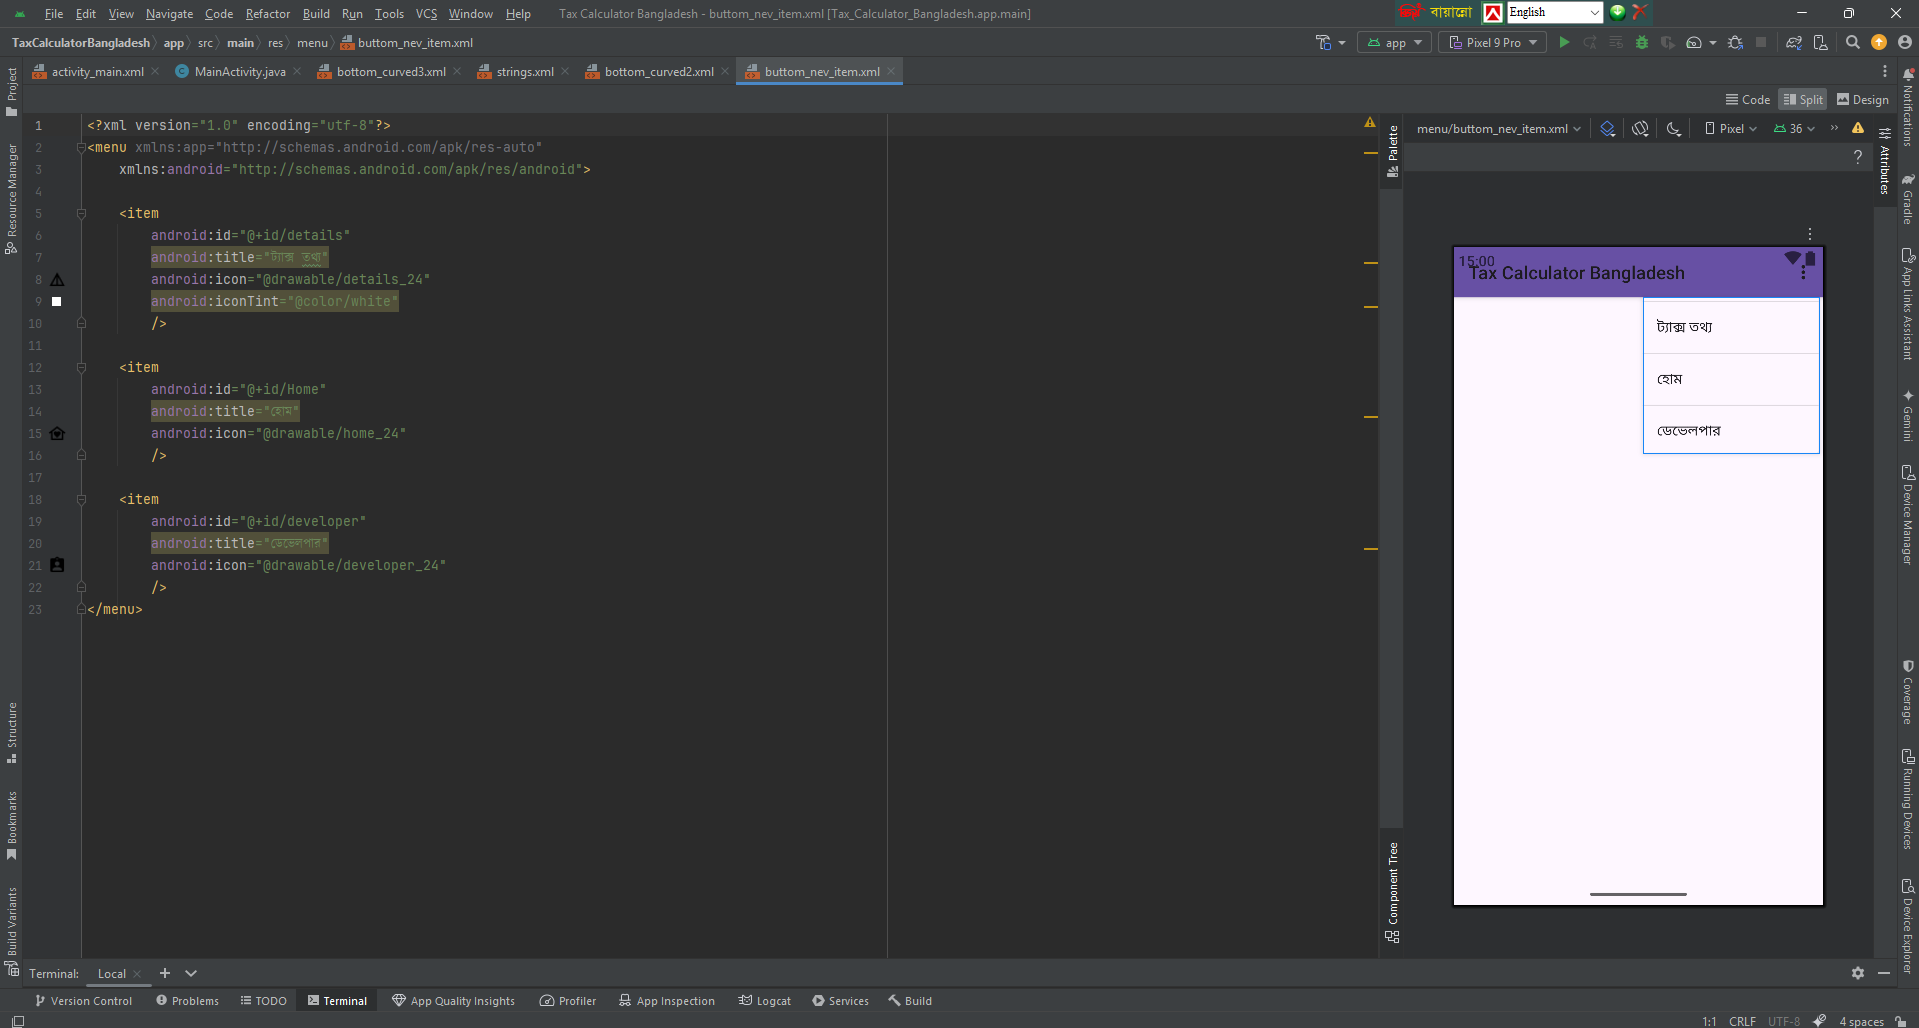 File Edit View Navigate Code Refactor Build Run Tools VCS Window Help Tax Calculator Bangladesh - buttom_nev_item.xml [Tax_Calculator_Bangladesh.app.main]
বায়ান্নো English
TaxCalculatorBangladesh app src main res menu buttom_nev_item.xml
app Pixel 9 Pro
activity_main.xml MainActivity.java bottom_curved3.xml strings.xml bottom_curved2.xml buttom_nev_item.xml
Code Split Design
menu/buttom_nev_item.xml Pixel 36
1 <?xml version="1.0" encoding="utf-8"?>
2 <menu xmlns:app="http://schemas.android.com/apk/res-auto"
3 xmlns:android="http://schemas.android.com/apk/res/android">
4
5 <item
6 android:id="@+id/details"
7 android:title="ট্যাক্স তথ্য"
8 android:icon="@drawable/details_24"
9 android:iconTint="@color/white"
10 />
11
12 <item
13 android:id="@+id/Home"
14 android:title="হোম"
15 android:icon="@drawable/home_24"
16 />
17
18 <item
19 android:id="@+id/developer"
20 android:title="ডেভেলপার"
21 android:icon="@drawable/developer_24"
22 />
23 </menu>
15:00
Tax Calculator Bangladesh
ট্যাক্স তথ্য
হোম
ডেভেলপার
Project
Resource Manager
Structure
Bookmarks
Build Variants
Palette
Component Tree
Attributes
Notifications
Gradle
App Links Assistant
Gemini
Device Manager
Coverage
Running Devices
Device Explorer
Terminal: Local
Version Control Problems TODO Terminal App Quality Insights Profiler App Inspection Logcat Services Build
1:1 CRLF UTF-8 4 spaces